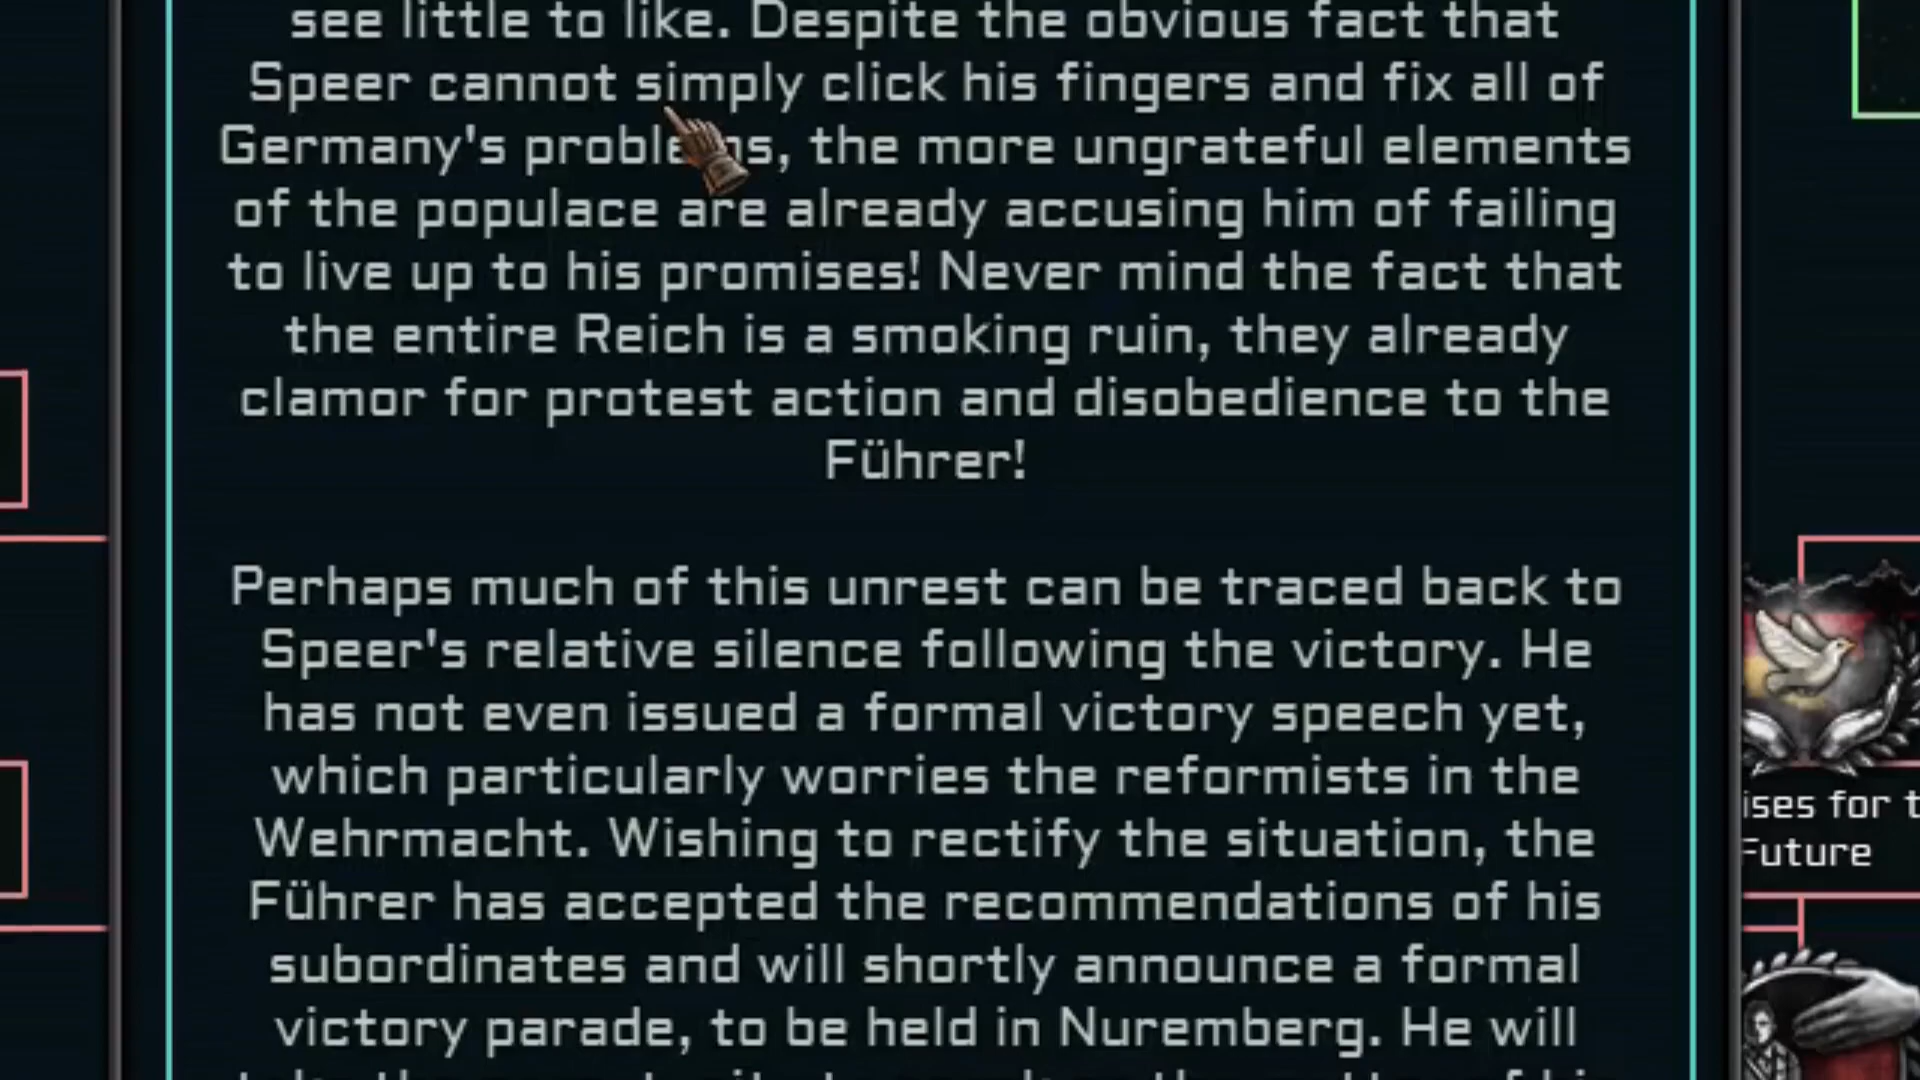 see little to like. Despite the obvious fact that
Speer cannot simply click his fingers and fix all of
Germany's problems, the more ungrateful elements
of the populace are already accusing him of failing
to live up to his promises! Never mind the fact that
the entire Reich is a smoking ruin, they already
clamor for protest action and disobedience to the
Führer!
Perhaps much of this unrest can be traced back to
Speer's relative silence following the victory. He
has not even issued a formal victory speech yet,
which particularly worries the reformists in the
Wehrmacht. Wishing to rectify the situation, the
Führer has accepted the recommendations of his
subordinates and will shortly announce a formal
victory parade, to be held in Nuremberg. He will
ises for t
Future